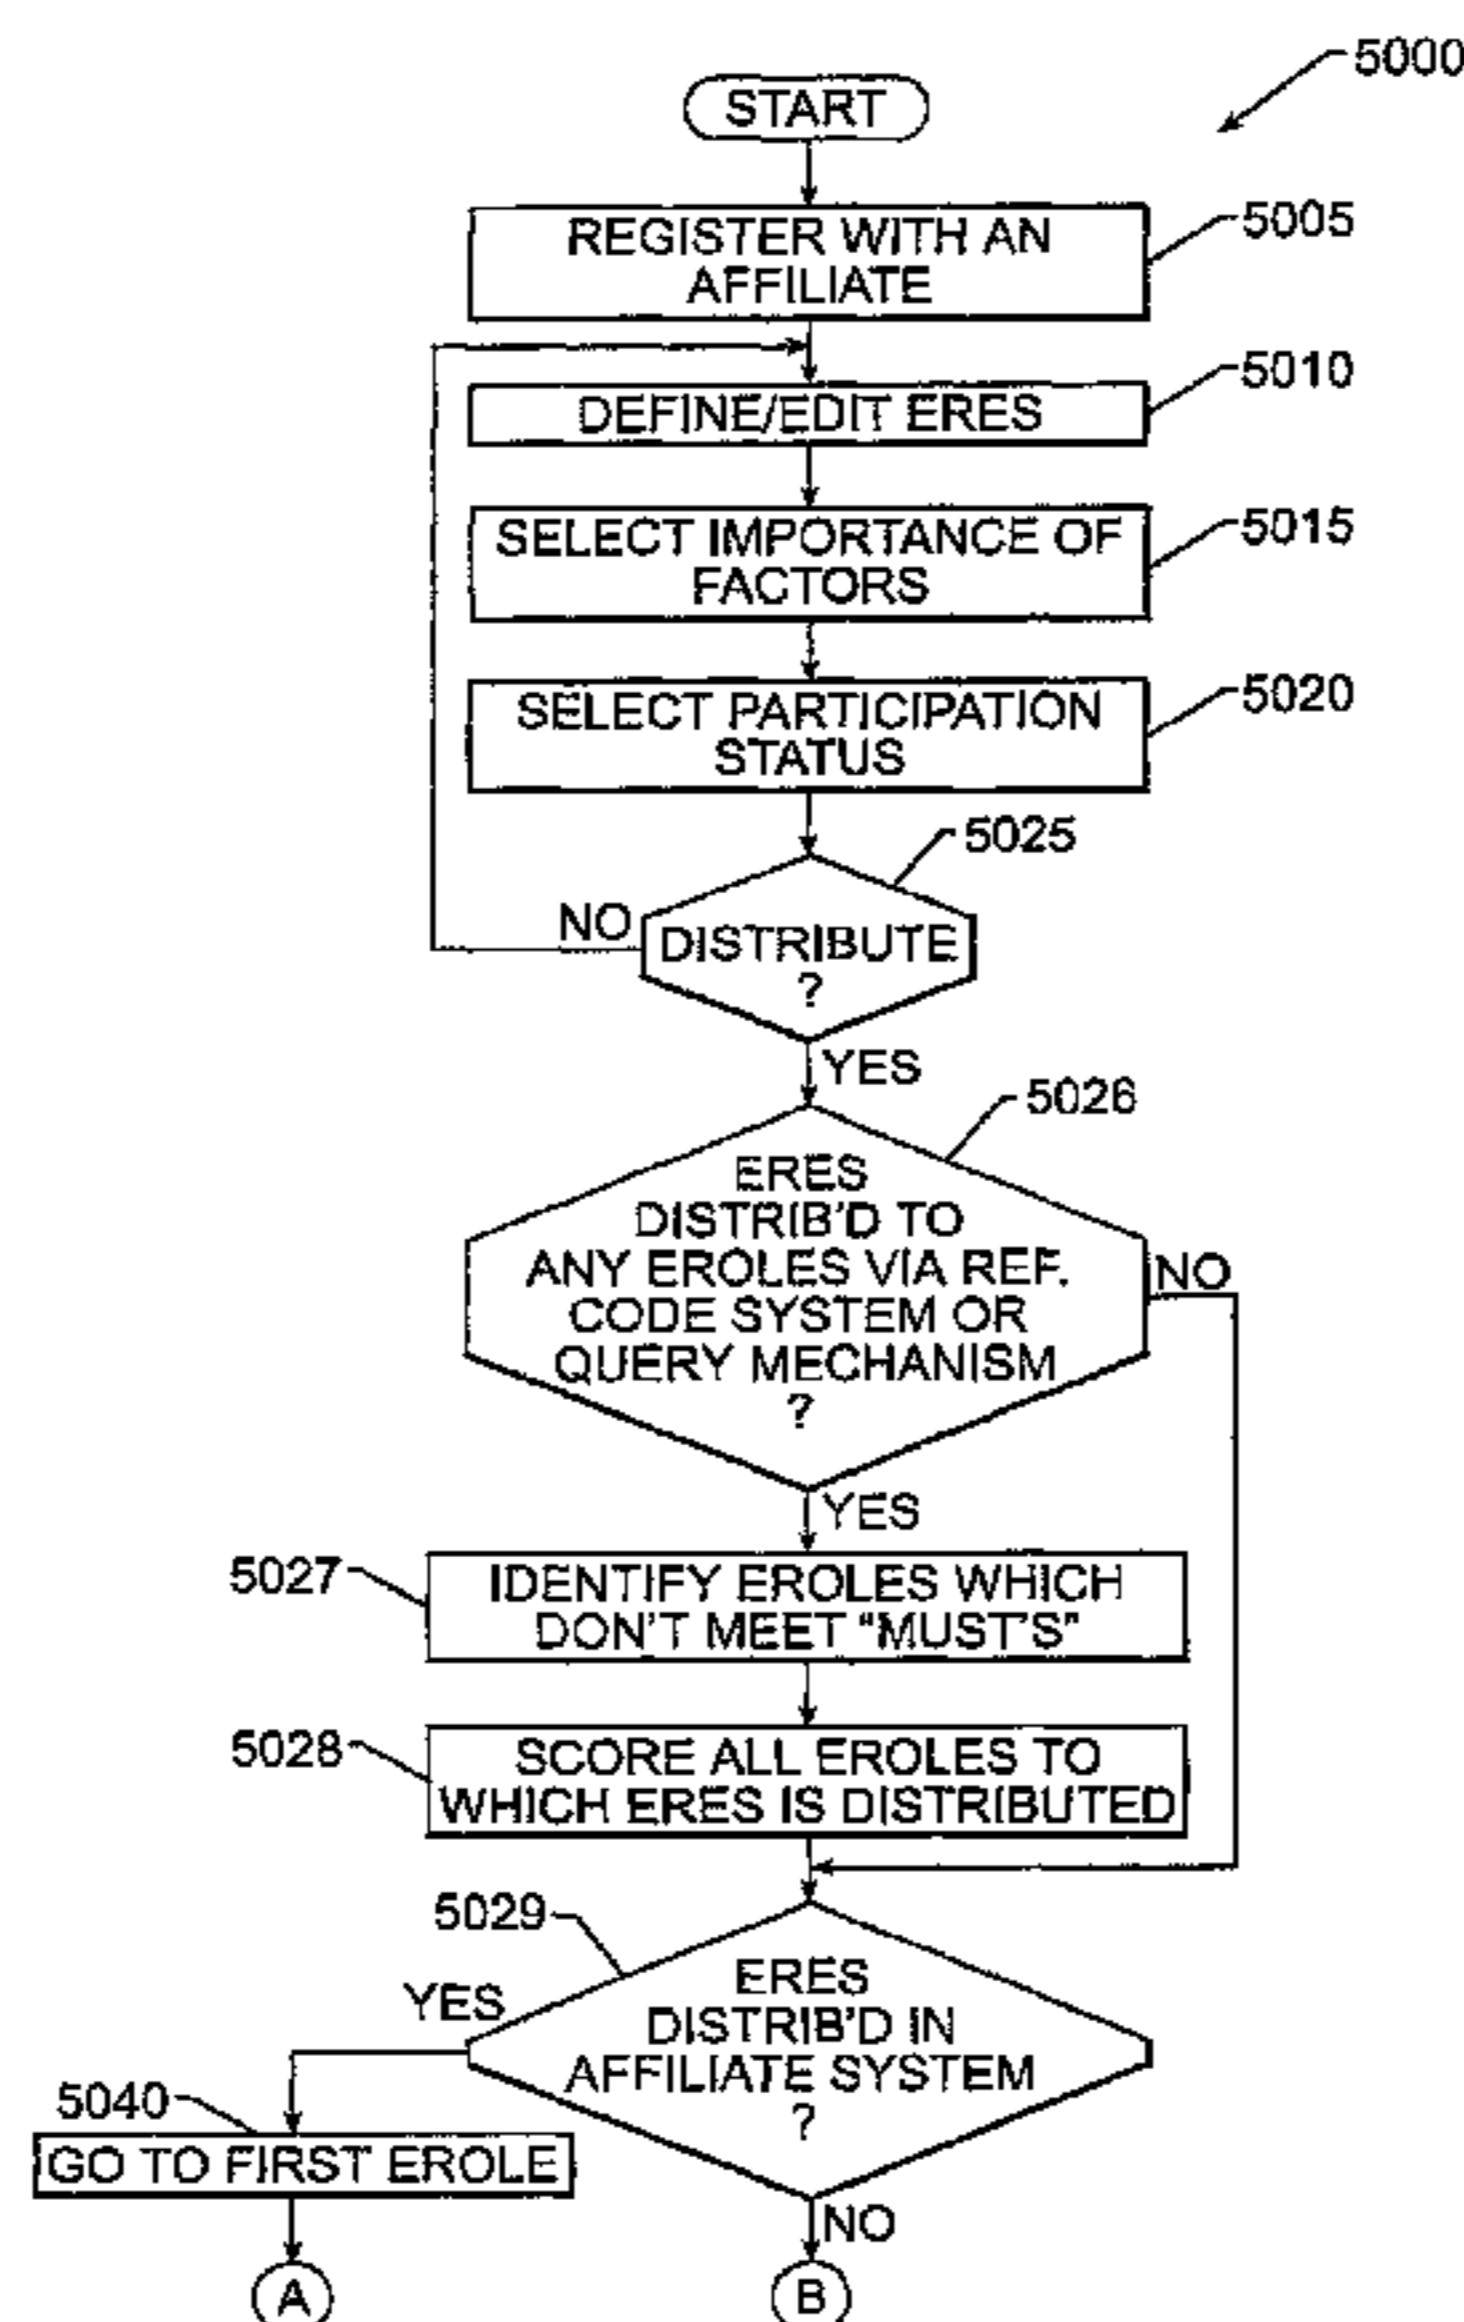 5000
START
REGISTER WITH AN
AFFILIATE
5005
DEFINE/EDIT ERES
5010
SELECT IMPORTANCE OF
FACTORS
5015
SELECT PARTICIPATION
STATUS
5020
5025
NO
DISTRIBUTE
?
YES
5026
ERES
DISTRIB'D TO
ANY EROLES VIA REF.
CODE SYSTEM OR
QUERY MECHANISM
?
NO
YES
5027
IDENTIFY EROLES WHICH
DON'T MEET "MUST'S"
5028
SCORE ALL EROLES TO
WHICH ERES IS DISTRIBUTED
5029
YES
ERES
DISTRIB'D IN
AFFILIATE SYSTEM
?
5040
GO TO FIRST EROLE
NO
A
B